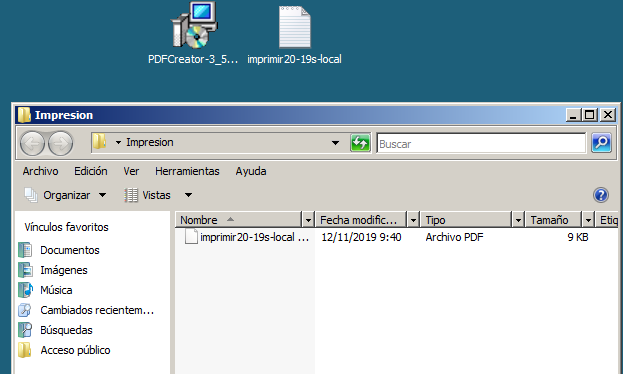 PDFCreator-3_5...
imprimir20-19s-local
Impresion
Impresion
Buscar
Archivo Edición Ver Herramientas Ayuda
Organizar Vistas
Vínculos favoritos
Documentos
Imágenes
Música
Cambiados recientem...
Búsquedas
Acceso público
Nombre Fecha modific... Tipo Tamaño Etiq
imprimir20-19s-local ... 12/11/2019 9:40 Archivo PDF 9 KB